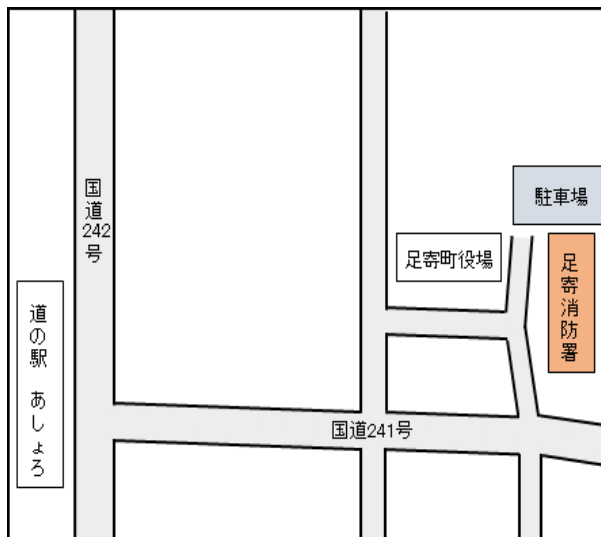 国道242号
道の駅 あしょろ
駐車場
足寄町役場
足寄消防署
国道241号